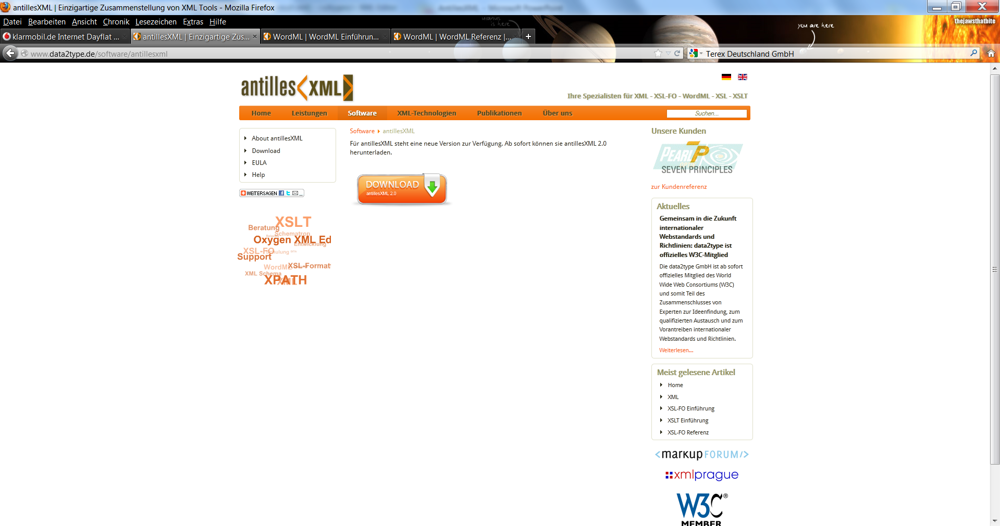 antillesXML | Einzigartige Zusammenstellung von XML Tools - Mozilla Firefox
Datei Bearbeiten Ansicht Chronik Lesezeichen Extras Hilfe
uranus is here
you are here
thejawsthatbite
klarmobil.de Internet Dayflat ...
antillesXML | Einzigartige Zus...
WordML | WordML Einführun...
WordML | WordML Referenz |...
www.data2type.de/software/antillesxml
Terex Deutschland GmbH
antilles<XML>
Ihre Spezialisten für XML - XSL-FO - WordML - XSL - XSLT
Home Leistungen Software XML-Technologien Publikationen Über uns Suchen...
About antillesXML
Download
EULA
Help
WEITERSAGEN ...
XSLT
Beratung
Schematron
Oxygen XML Ed
Entwicklung
XSL-FO
Schulung
Support
WordML
XSL-Format
XML Schema
XPATH
XML
Software antillesXML
Für antillesXML steht eine neue Version zur Verfügung. Ab sofort können sie antillesXML 2.0
herunterladen.
DOWNLOAD
antillesXML 2.0
Unsere Kunden
PEARL P
SEVEN PRINCIPLES
zur Kundenreferenz
Aktuelles
Gemeinsam in die Zukunft
internationaler
Webstandards und
Richtlinien: data2type ist
offizielles W3C-Mitglied
Die data2type GmbH ist ab sofort
offizielles Mitglied des World
Wide Web Consortiums (W3C)
und somit Teil des
Zusammenschlusses von
Experten zur Ideenfindung, zum
qualifizierten Austausch und zum
Vorantreiben internationaler
Webstandards und Richtlinien.
Weiterlesen...
Meist gelesene Artikel
Home
XML
XSL-FO Einführung
XSLT Einführung
XSL-FO Referenz
<markupFORUM/>
xmlprague
W3C®
MEMBER